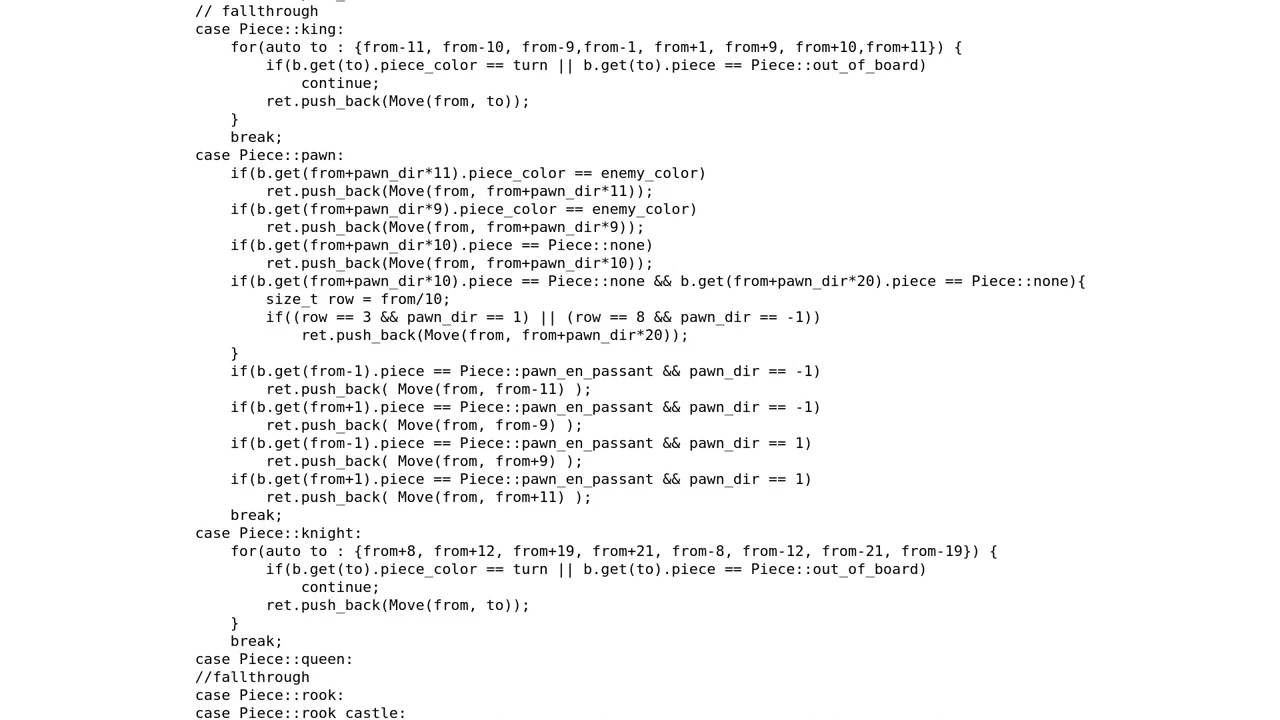 // fallthrough
case Piece::king:
for(auto to : {from-11, from-10, from-9,from-1, from+1, from+9, from+10,from+11}) {
if(b.get(to).piece_color == turn || b.get(to).piece == Piece::out_of_board)
continue;
ret.push_back(Move(from, to));
}
break;
case Piece::pawn:
if(b.get(from+pawn_dir*11).piece_color == enemy_color)
ret.push_back(Move(from, from+pawn_dir*11));
if(b.get(from+pawn_dir*9).piece_color == enemy_color)
ret.push_back(Move(from, from+pawn_dir*9));
if(b.get(from+pawn_dir*10).piece == Piece::none)
ret.push_back(Move(from, from+pawn_dir*10));
if(b.get(from+pawn_dir*10).piece == Piece::none && b.get(from+pawn_dir*20).piece == Piece::none){
size_t row = from/10;
if((row == 3 && pawn_dir == 1) || (row == 8 && pawn_dir == -1))
ret.push_back(Move(from, from+pawn_dir*20));
}
if(b.get(from-1).piece == Piece::pawn_en_passant && pawn_dir == -1)
ret.push_back( Move(from, from-11) );
if(b.get(from+1).piece == Piece::pawn_en_passant && pawn_dir == -1)
ret.push_back( Move(from, from-9) );
if(b.get(from-1).piece == Piece::pawn_en_passant && pawn_dir == 1)
ret.push_back( Move(from, from+9) );
if(b.get(from+1).piece == Piece::pawn_en_passant && pawn_dir == 1)
ret.push_back( Move(from, from+11) );
break;
case Piece::knight:
for(auto to : {from+8, from+12, from+19, from+21, from-8, from-12, from-21, from-19}) {
if(b.get(to).piece_color == turn || b.get(to).piece == Piece::out_of_board)
continue;
ret.push_back(Move(from, to));
}
break;
case Piece::queen:
//fallthrough
case Piece::rook:
case Piece::rook_castle: